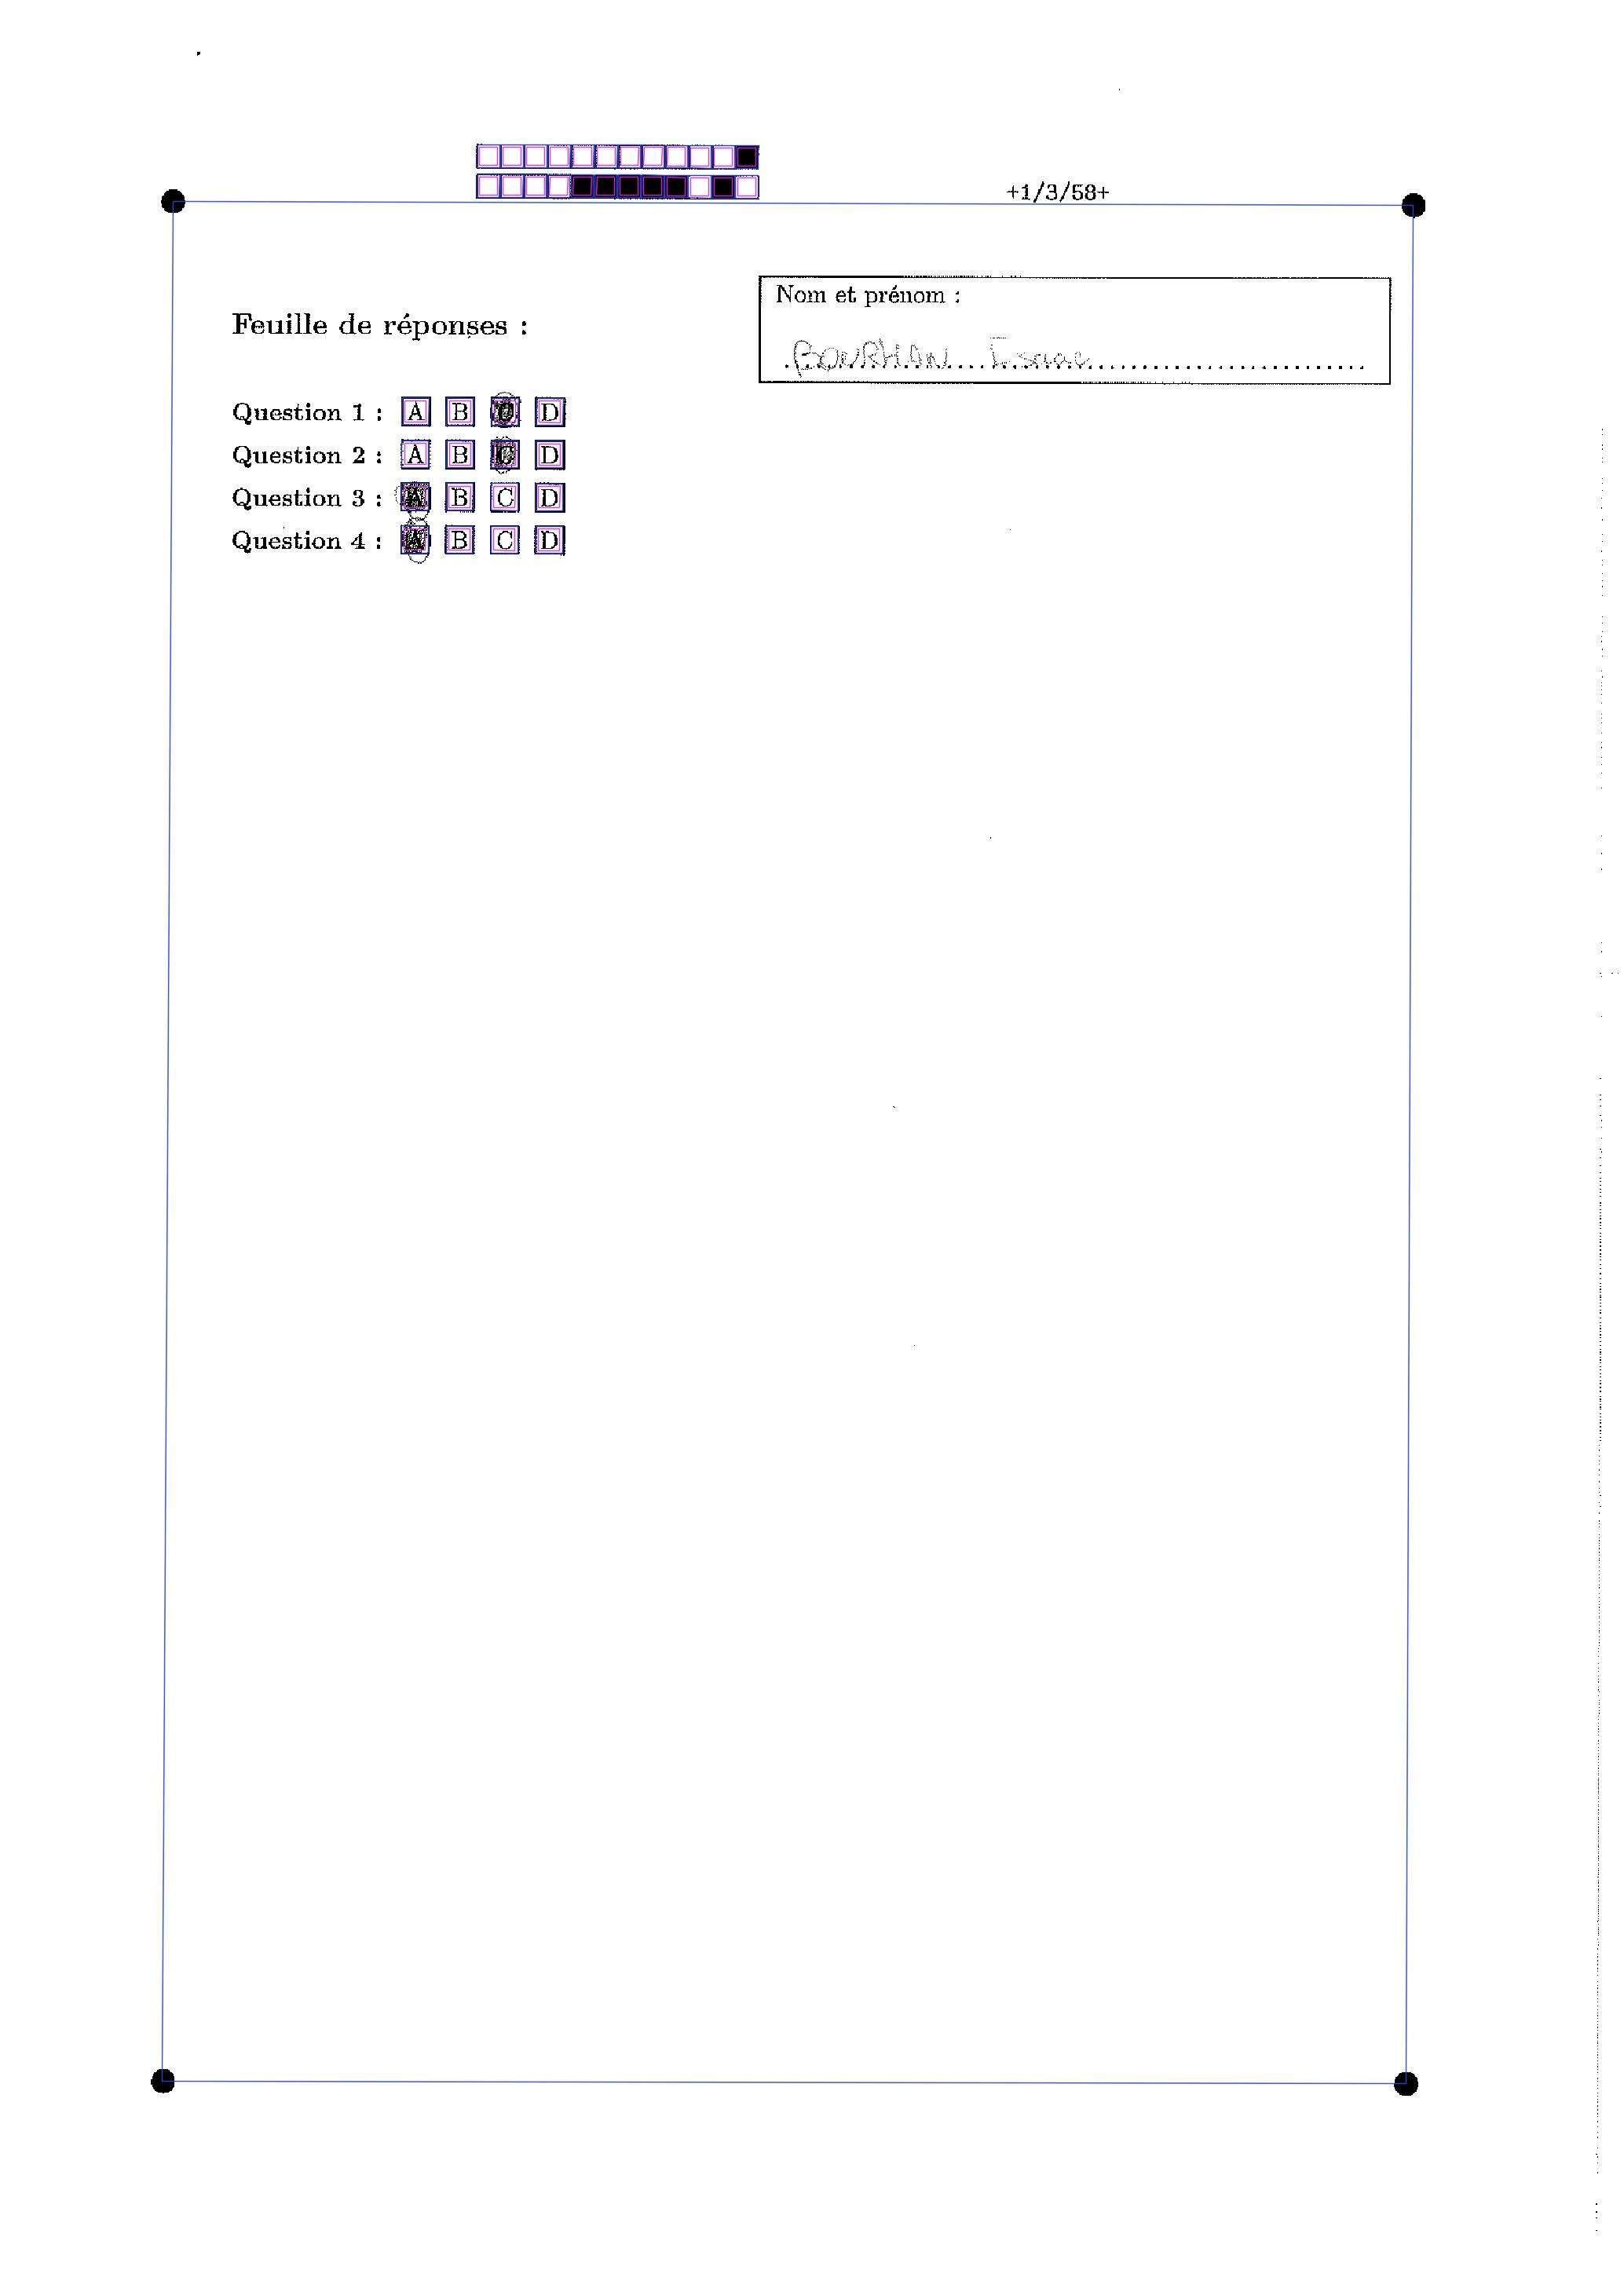 +1/3/58+
Nom et prénom :
BOURHAN Isaac
Feuille de réponses :
Question 1 : A B C D
Question 2 : A B C D
Question 3 : A B C D
Question 4 : A B C D